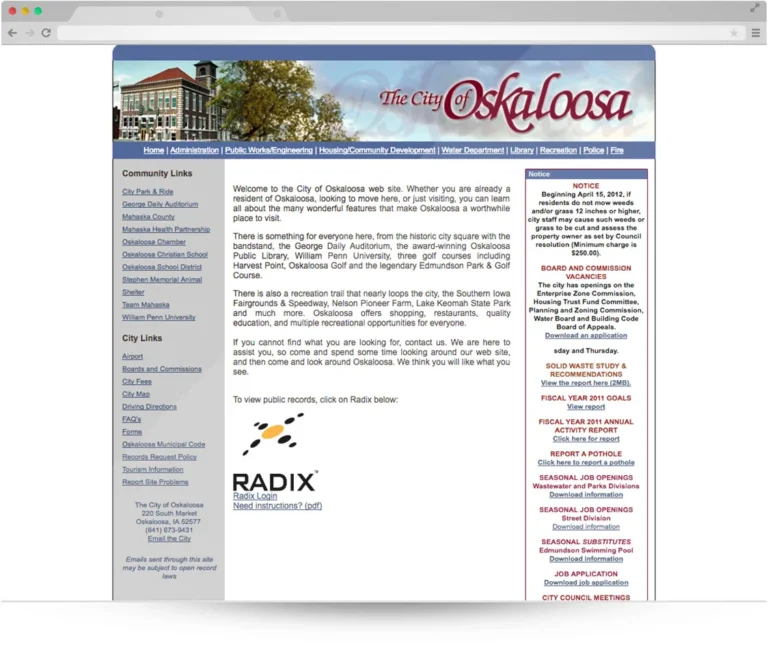 The City of Oskaloosa
Home | Administration | Public Works/Engineering | Housing/Community Development | Water Department | Library | Recreation | Police | Fire
Community Links
City Park & Ride
George Daily Auditorium
Mahaska County
Mahaska Health Partnership
Oskaloosa Chamber
Oskaloosa Christian School
Oskaloosa School District
Stephen Memorial Animal
Shelter
Team Mahaska
William Penn University
City Links
Airport
Boards and Commissions
City Fees
City Map
Driving Directions
FAQ's
Forms
Oskaloosa Municipal Code
Records Request Policy
Tourism Information
Report Site Problems
The City of Oskaloosa
220 South Market
Oskaloosa, IA 52577
(641) 673-9431
Email the City
Emails sent through this site
may be subject to open record
laws
Welcome to the City of Oskaloosa web site. Whether you are already a
resident of Oskaloosa, looking to move here, or just visiting, you can learn
all about the many wonderful features that make Oskaloosa a worthwhile
place to visit.
There is something for everyone here, from the historic city square with the
bandstand, the George Daily Auditorium, the award-winning Oskaloosa
Public Library, William Penn University, three golf courses including
Harvest Point, Oskaloosa Golf and the legendary Edmundson Park & Golf
Course.
There is also a recreation trail that nearly loops the city, the Southern Iowa
Fairgrounds & Speedway, Nelson Pioneer Farm, Lake Keomah State Park
and much more. Oskaloosa offers shopping, restaurants, quality
education, and multiple recreational opportunities for everyone.
If you cannot find what you are looking for, contact us. We are here to
assist you, so come and spend some time looking around our web site,
and then come and look around Oskaloosa. We think you will like what you
see.
To view public records, click on Radix below:
RADIX™
Radix Login
Need instructions? (pdf)
Notice
NOTICE
Beginning April 15, 2012, if
residents do not mow weeds
and/or grass 12 inches or higher,
city staff may cause such weeds or
grass to be cut and assess the
property owner as set by Council
resolution (Minimum charge is
$250.00).
BOARD AND COMMISSION
VACANCIES
The city has openings on the
Enterprise Zone Commission,
Housing Trust Fund Committee,
Planning and Zoning Commission,
Water Board and Building Code
Board of Appeals.
Download an application
sday and Thursday.
SOLID WASTE STUDY &
RECOMMENDATIONS
View the report here (2MB).
FISCAL YEAR 2011 GOALS
View report
FISCAL YEAR 2011 ANNUAL
ACTIVITY REPORT
Click here for report
REPORT A POTHOLE
Click here to report a pothole
SEASONAL JOB OPENINGS
Wastewater and Parks Divisions
Download information
SEASONAL JOB OPENINGS
Street Division
Download information
SEASONAL SUBSTITUTES
Edmundson Swimming Pool
Download information
JOB APPLICATION
Download job application
CITY COUNCIL MEETINGS